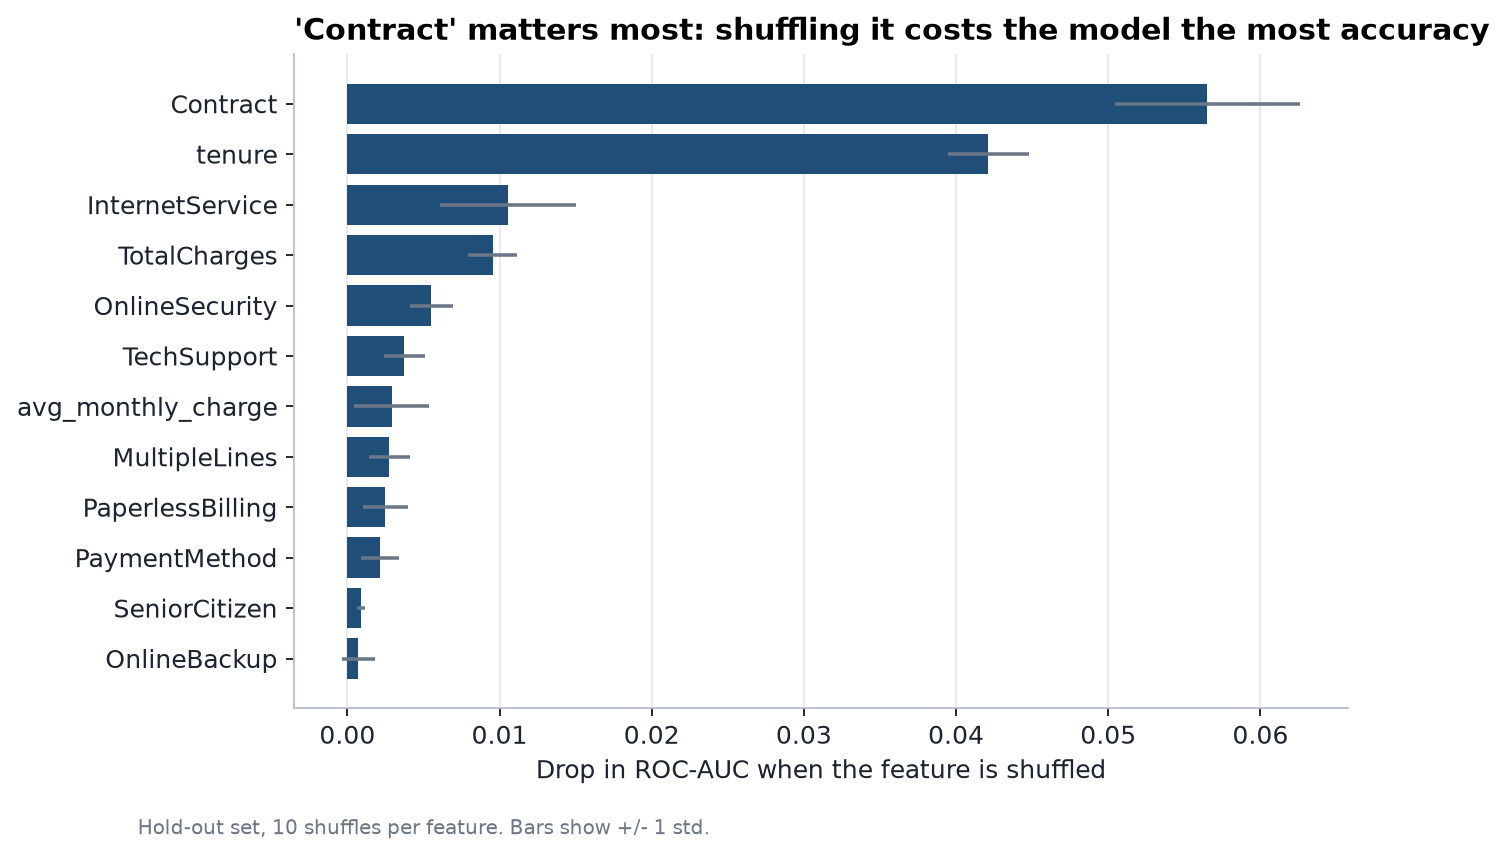 'Contract' matters most: shuffling it costs the model the most accuracy
Contract
tenure
InternetService
TotalCharges
OnlineSecurity
TechSupport
avg_monthly_charge
MultipleLines
PaperlessBilling
PaymentMethod
SeniorCitizen
OnlineBackup
0.00 0.01 0.02 0.03 0.04 0.05 0.06
Drop in ROC-AUC when the feature is shuffled
Hold-out set, 10 shuffles per feature. Bars show +/- 1 std.